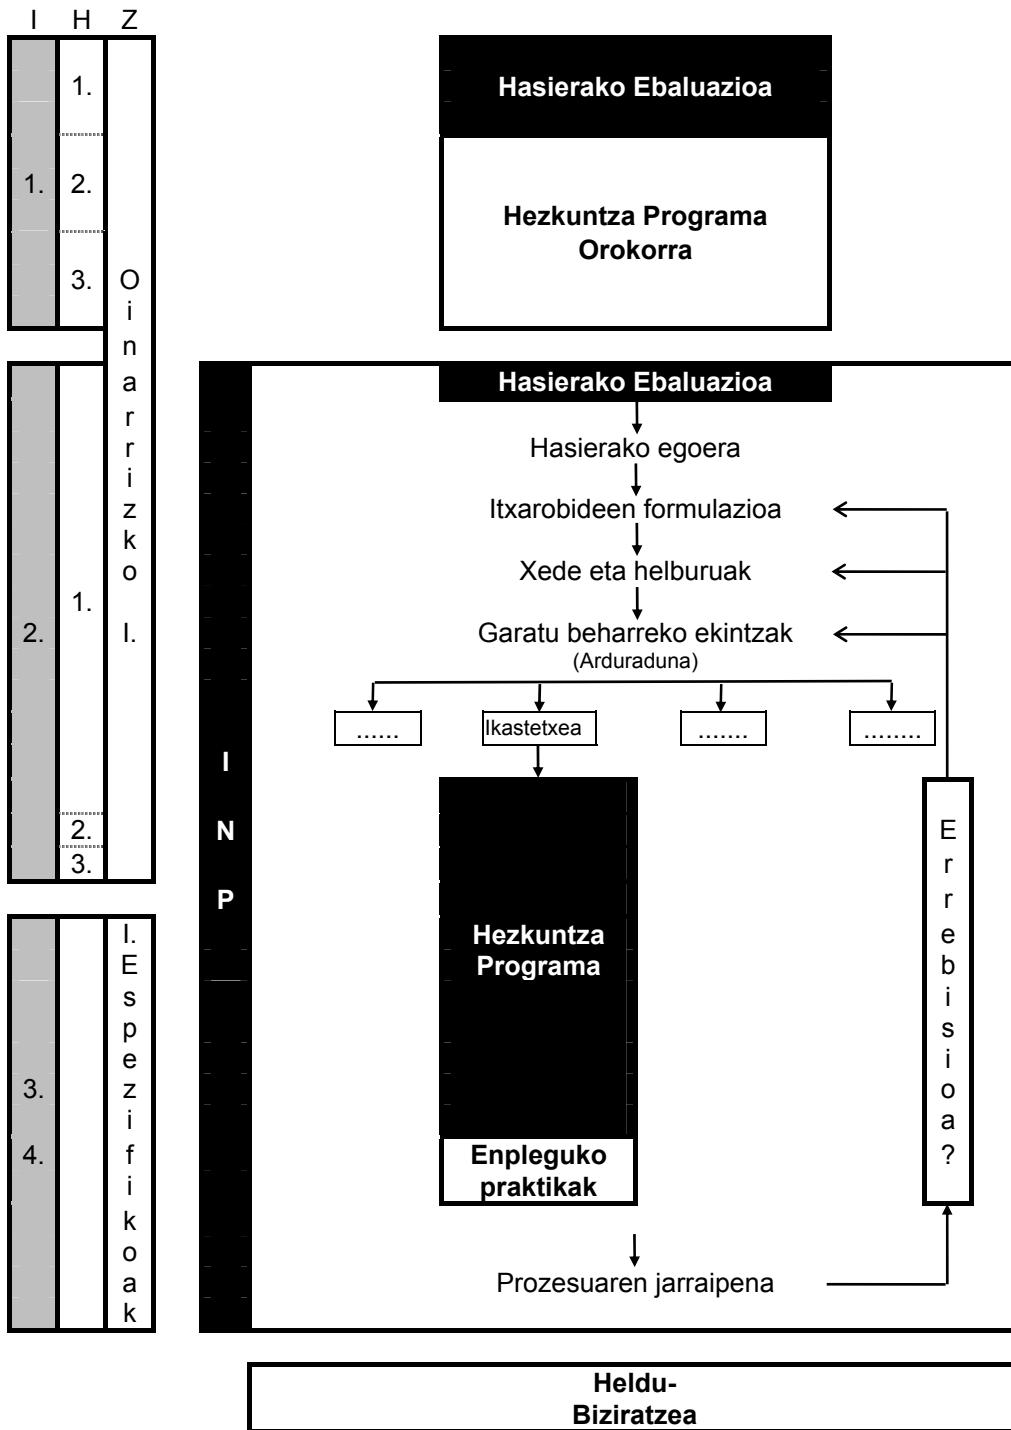 I H Z
1.
1. 2.
3.
Oinarrizko I.
Hasierako Ebaluazioa
Hezkuntza Programa
Orokorra
2.
1.
2.
3.
I N P
Hasierako Ebaluazioa
Hasierako egoera
Itxarobideen formulazioa
Xede eta helburuak
Garatu beharreko ekintzak
(Arduraduna)
...... Ikastetxea ....... ........
Hezkuntza
Programa
Enpleguko
praktikak
Errebisioa?
Prozesuaren jarraipena
3.
4.
I. Espezifikoak
Heldu-
Biziratzea